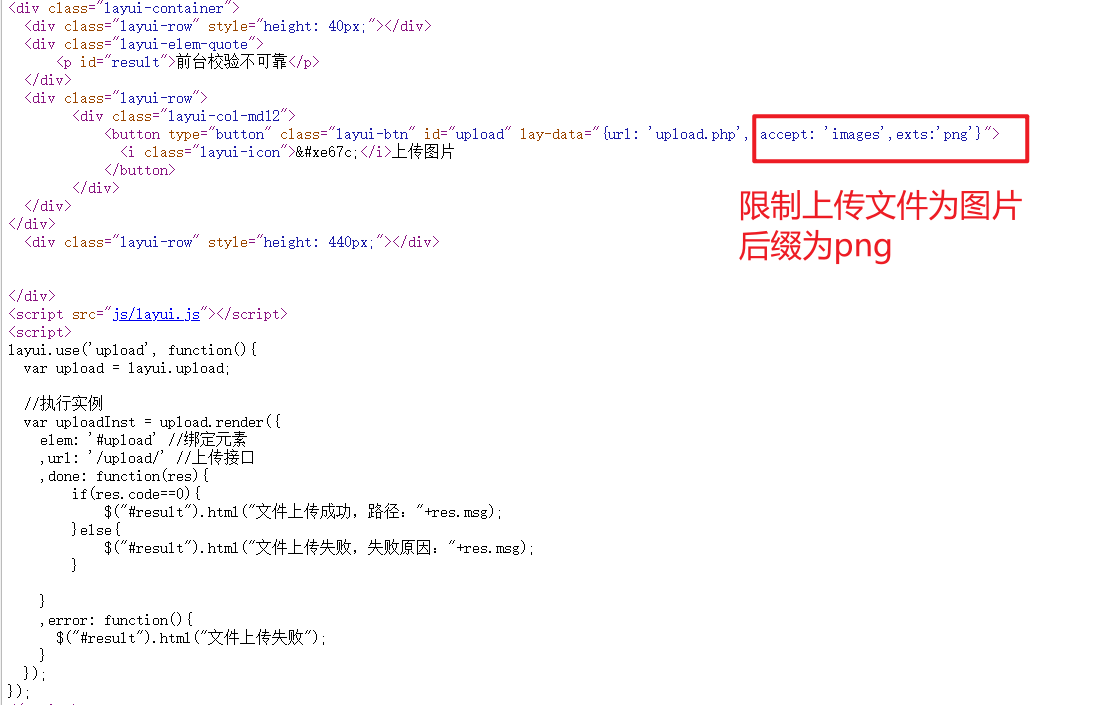 <div class="layui-container">
<div class="layui-row" style="height: 40px;"></div>
<div class="layui-elem-quote">
<p id="result">前台校验不可靠</p>
</div>
<div class="layui-row">
<div class="layui-col-md12">
<button type="button" class="layui-btn" id="upload" lay-data="{url: 'upload.php', accept: 'images',exts:'png'}">
<i class="layui-icon">&#xe67c;</i>上传图片
</button>
</div>
</div>
</div>
<div class="layui-row" style="height: 440px;"></div>
限制上传文件为图片
后缀为png
</div>
<script src="js/layui.js"></script>
<script>
layui.use('upload', function(){
var upload = layui.upload;
//执行实例
var uploadInst = upload.render({
elem: '#upload' //绑定元素
,url: '/upload/' //上传接口
,done: function(res){
if(res.code==0){
$("#result").html("文件上传成功，路径："+res.msg);
}else{
$("#result").html("文件上传失败，失败原因："+res.msg);
}
}
,error: function(){
$("#result").html("文件上传失败");
}
});
});